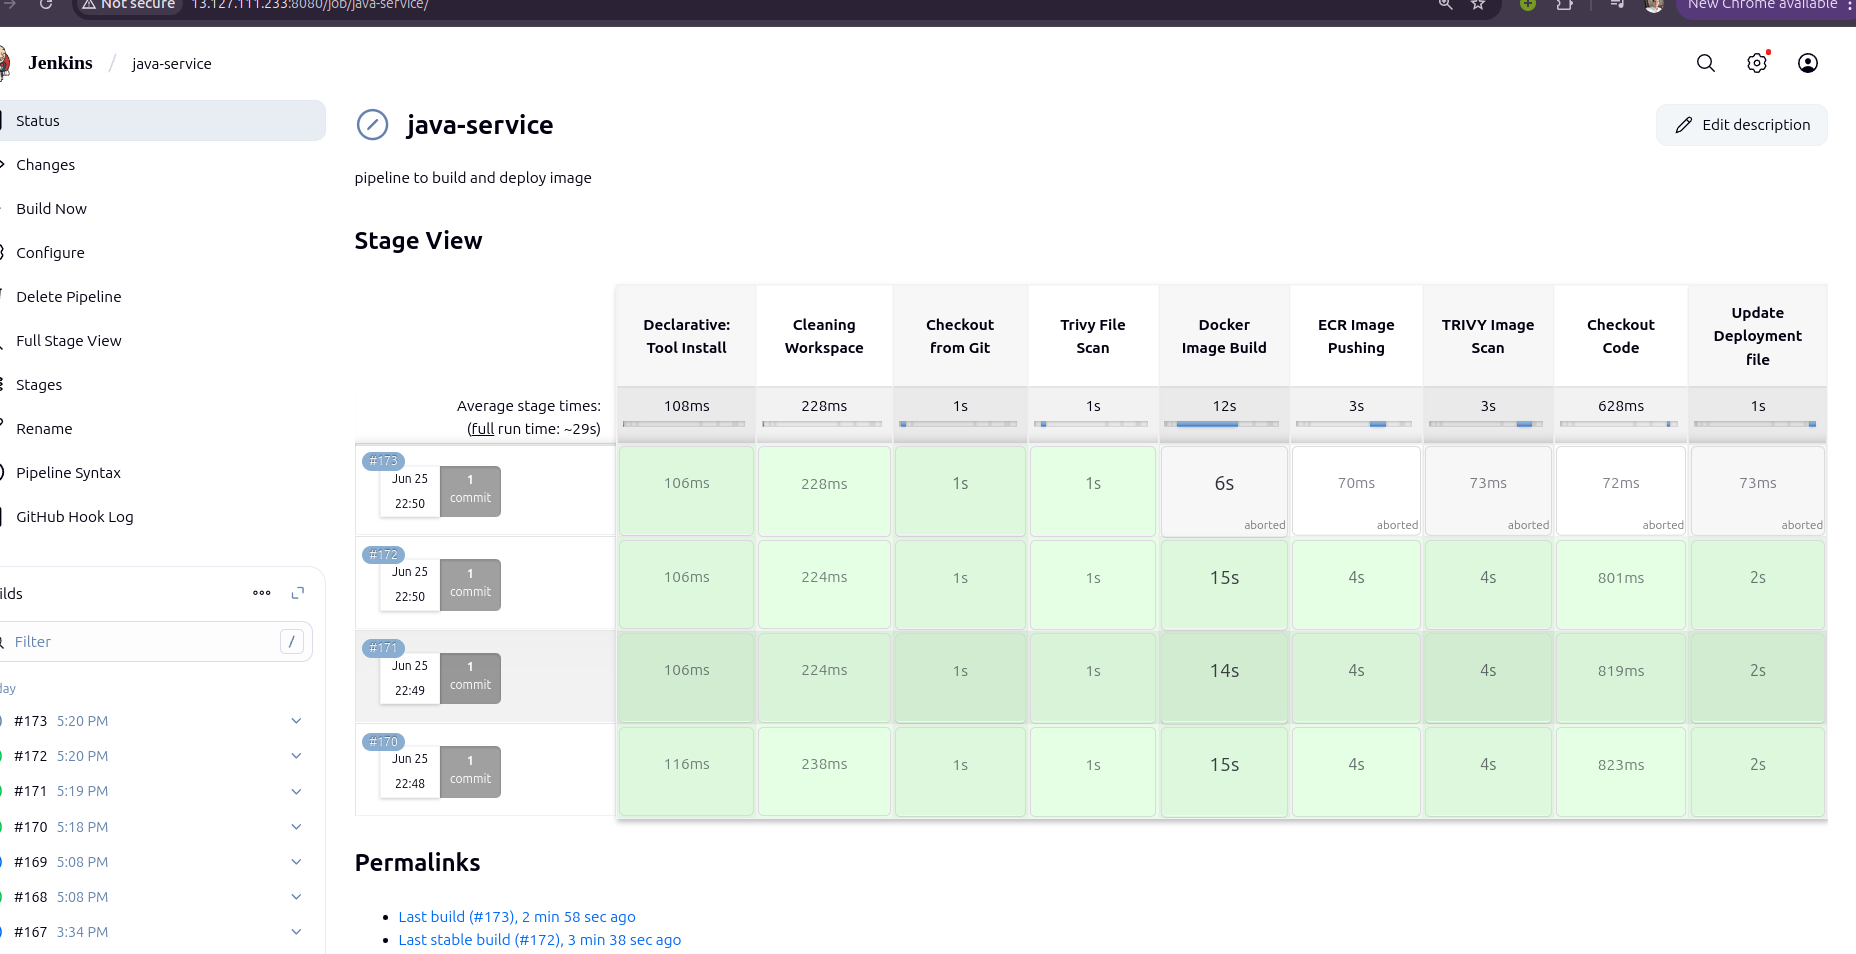 Not secure 13.127.111.233:8080/job/java-service/ New Chrome available
Jenkins / java-service
Status
Changes
Build Now
Configure
Delete Pipeline
Full Stage View
Stages
Rename
Pipeline Syntax
GitHub Hook Log
ilds
Filter /
day
#173 5:20 PM
#172 5:20 PM
#171 5:19 PM
#170 5:18 PM
#169 5:08 PM
#168 5:08 PM
#167 3:34 PM
java-service
Edit description
pipeline to build and deploy image
Stage View
Declarative: Tool Install
Cleaning Workspace
Checkout from Git
Trivy File Scan
Docker Image Build
ECR Image Pushing
TRIVY Image Scan
Checkout Code
Update Deployment file
Average stage times:
(full run time: ~29s)
108ms 228ms 1s 1s 12s 3s 3s 628ms 1s
#173
Jun 25
22:50
1
commit
106ms 228ms 1s 1s 6s 70ms 73ms 72ms 73ms
aborted aborted aborted aborted aborted
#172
Jun 25
22:50
1
commit
106ms 224ms 1s 1s 15s 4s 4s 801ms 2s
#171
Jun 25
22:49
1
commit
106ms 224ms 1s 1s 14s 4s 4s 819ms 2s
#170
Jun 25
22:48
1
commit
116ms 238ms 1s 1s 15s 4s 4s 823ms 2s
Permalinks
Last build (#173), 2 min 58 sec ago
Last stable build (#172), 3 min 38 sec ago